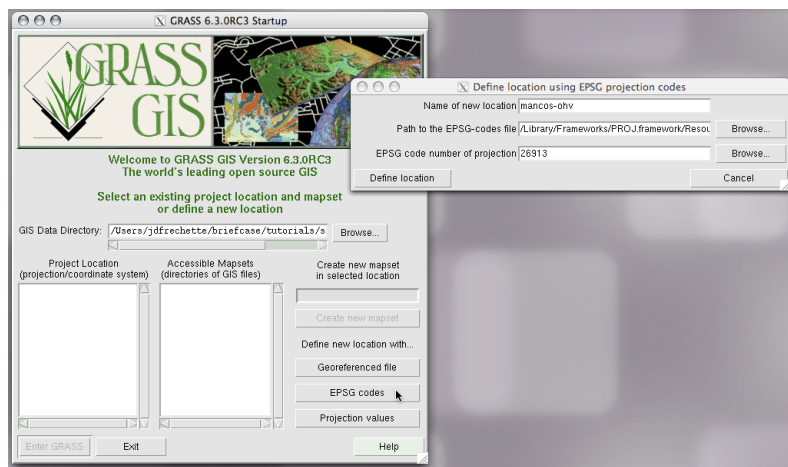 GRASS 6.3.0RC3 Startup
GRASS
GIS
Welcome to GRASS GIS Version 6.3.0RC3
The world's leading open source GIS
Select an existing project location and mapset
or define a new location
GIS Data Directory: /Users/jdfrechette/briefcase/tutorials/s Browse...
Project Location
(projection/coordinate system)
Accessible Mapsets
(directories of GIS files)
Create new mapset
in selected location
Create new mapset
Define new location with...
Georeferenced file
EPSG codes
Projection values
Enter GRASS Exit Help
Define location using EPSG projection codes
Name of new location mancos-ohv
Path to the EPSG-codes file /Library/Frameworks/PROJ.framework/Resou Browse...
EPSG code number of projection 26913 Browse...
Define location Cancel